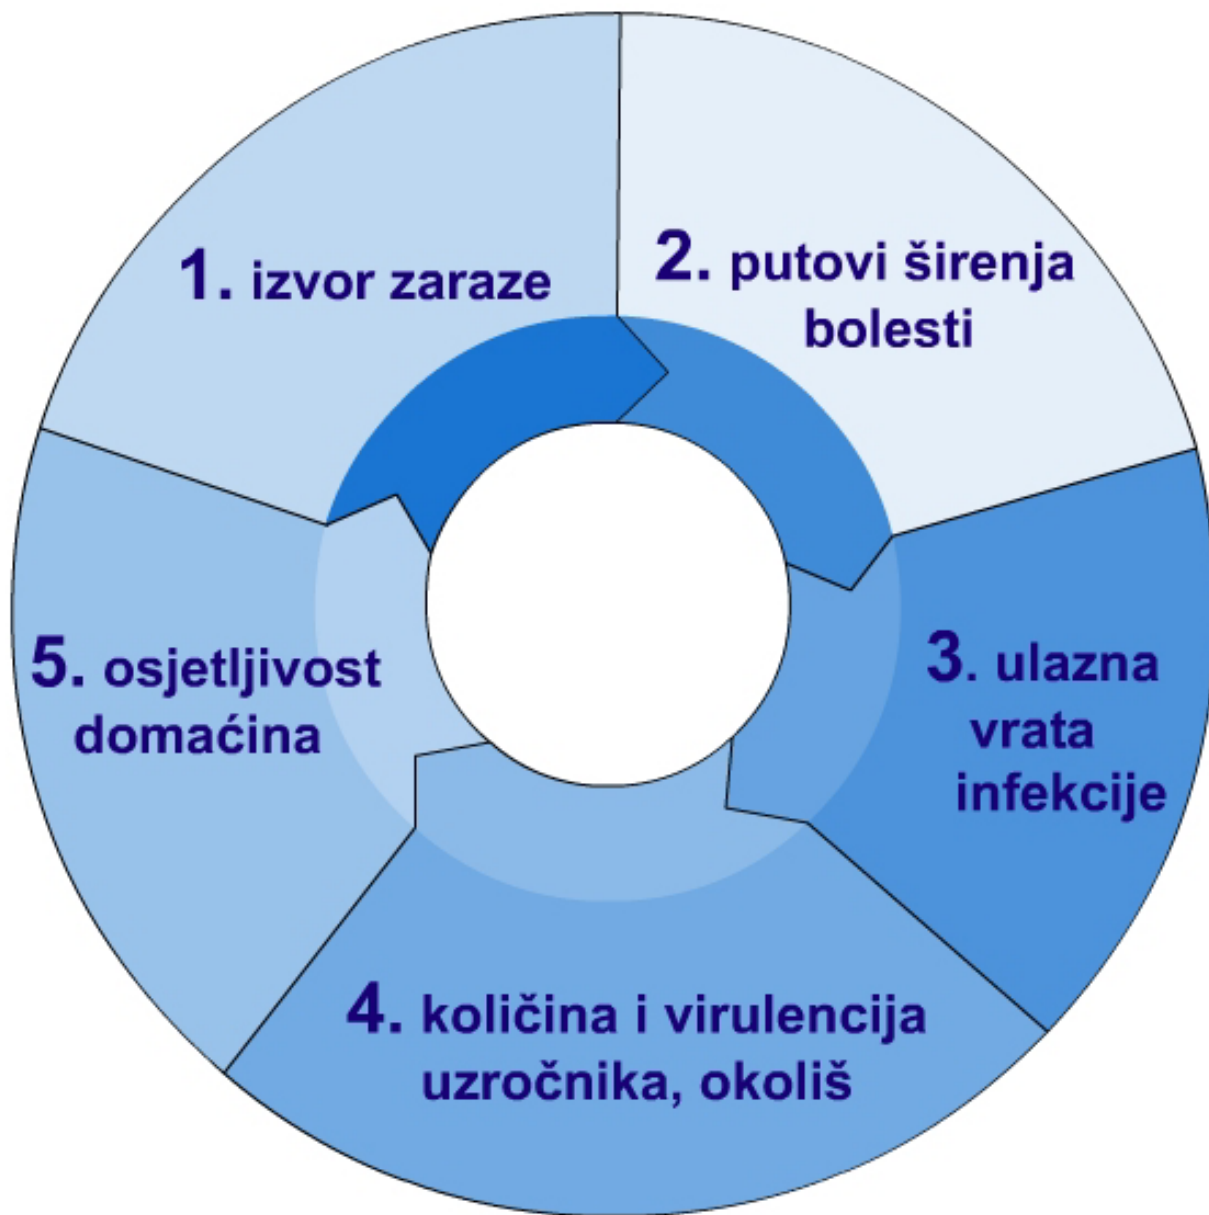 1. izvor zaraze
2. putovi širenja
bolesti
3. ulazna
vrata
infekcije
4. količina i virulencija
uzročnika, okoliš
5. osjetljivost
domaćina